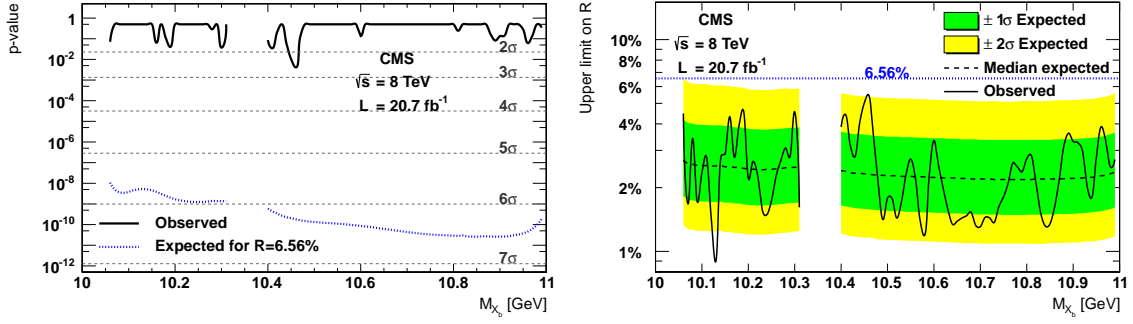 p-value
1
10⁻²
10⁻⁴
10⁻⁶
10⁻⁸
10⁻¹⁰
10⁻¹²
CMS
√s = 8 TeV
L = 20.7 fb⁻¹
2σ
3σ
4σ
5σ
6σ
7σ
Observed
Expected for R=6.56%
10 10.2 10.4 10.6 10.8 11
M_{X_b} [GeV]
Upper limit on R
10%
8%
6%
4%
2%
1%
CMS
√s = 8 TeV
L = 20.7 fb⁻¹
± 1σ Expected
± 2σ Expected
Median expected
Observed
6.56%
10 10.1 10.2 10.3 10.4 10.5 10.6 10.7 10.8 10.9 11
M_{X_b} [GeV]